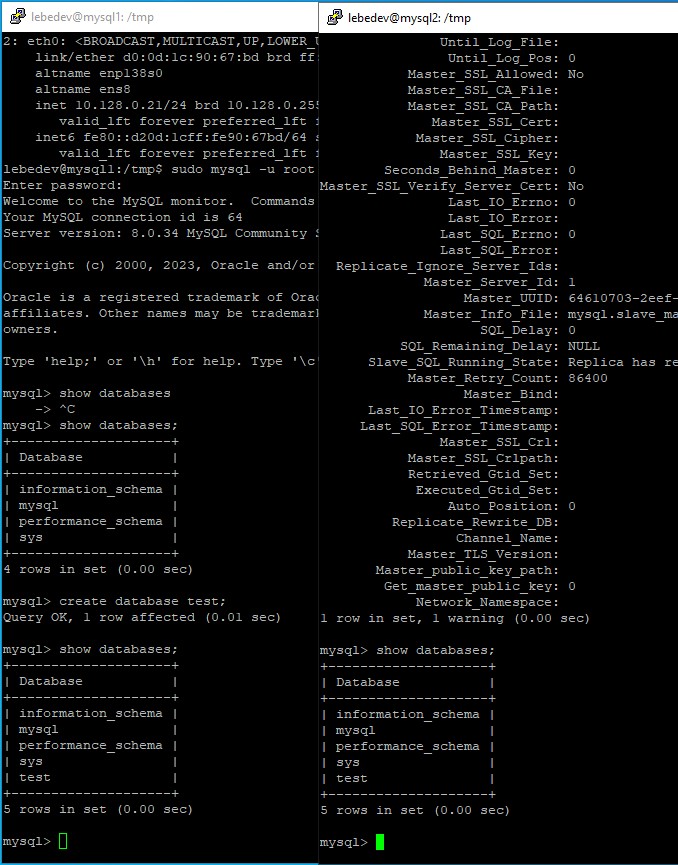 lebedev@mysql1: /tmp
2: eth0: <BROADCAST,MULTICAST,UP,LOWER_U
    link/ether d0:0d:1c:90:67:bd brd ff:
    altname enp138s0
    altname ens8
    inet 10.128.0.21/24 brd 10.128.0.255
       valid_lft forever preferred_lft f
    inet6 fe80::d20d:1cff:fe90:67bd/64 s
       valid_lft forever preferred_lft f
lebedev@mysql1:/tmp$ sudo mysql -u root
Enter password:
Welcome to the MySQL monitor.  Commands
Your MySQL connection id is 64
Server version: 8.0.34 MySQL Community S

Copyright (c) 2000, 2023, Oracle and/or

Oracle is a registered trademark of Orac
affiliates. Other names may be trademark
owners.

Type 'help;' or '\h' for help. Type '\c'

mysql> show databases
    -> ^C
mysql> show databases;
+--------------------+
| Database           |
+--------------------+
| information_schema |
| mysql              |
| performance_schema |
| sys                |
+--------------------+
4 rows in set (0.00 sec)

mysql> create database test;
Query OK, 1 row affected (0.01 sec)

mysql> show databases;
+--------------------+
| Database           |
+--------------------+
| information_schema |
| mysql              |
| performance_schema |
| sys                |
| test               |
+--------------------+
5 rows in set (0.00 sec)

mysql>
lebedev@mysql2: /tmp
               Until_Log_File:
                Until_Log_Pos: 0
           Master_SSL_Allowed: No
           Master_SSL_CA_File:
           Master_SSL_CA_Path:
              Master_SSL_Cert:
            Master_SSL_Cipher:
               Master_SSL_Key:
        Seconds_Behind_Master: 0
Master_SSL_Verify_Server_Cert: No
                Last_IO_Errno: 0
                Last_IO_Error:
               Last_SQL_Errno: 0
               Last_SQL_Error:
  Replicate_Ignore_Server_Ids:
             Master_Server_Id: 1
                  Master_UUID: 64610703-2eef-
             Master_Info_File: mysql.slave_ma
                    SQL_Delay: 0
          SQL_Remaining_Delay: NULL
      Slave_SQL_Running_State: Replica has re
           Master_Retry_Count: 86400
                  Master_Bind:
      Last_IO_Error_Timestamp:
     Last_SQL_Error_Timestamp:
               Master_SSL_Crl:
           Master_SSL_Crlpath:
           Retrieved_Gtid_Set:
            Executed_Gtid_Set:
                Auto_Position: 0
         Replicate_Rewrite_DB:
                 Channel_Name:
           Master_TLS_Version:
       Master_public_key_path:
        Get_master_public_key: 0
            Network_Namespace:
1 row in set, 1 warning (0.00 sec)

mysql> show databases;
+--------------------+
| Database           |
+--------------------+
| information_schema |
| mysql              |
| performance_schema |
| sys                |
| test               |
+--------------------+
5 rows in set (0.00 sec)

mysql>